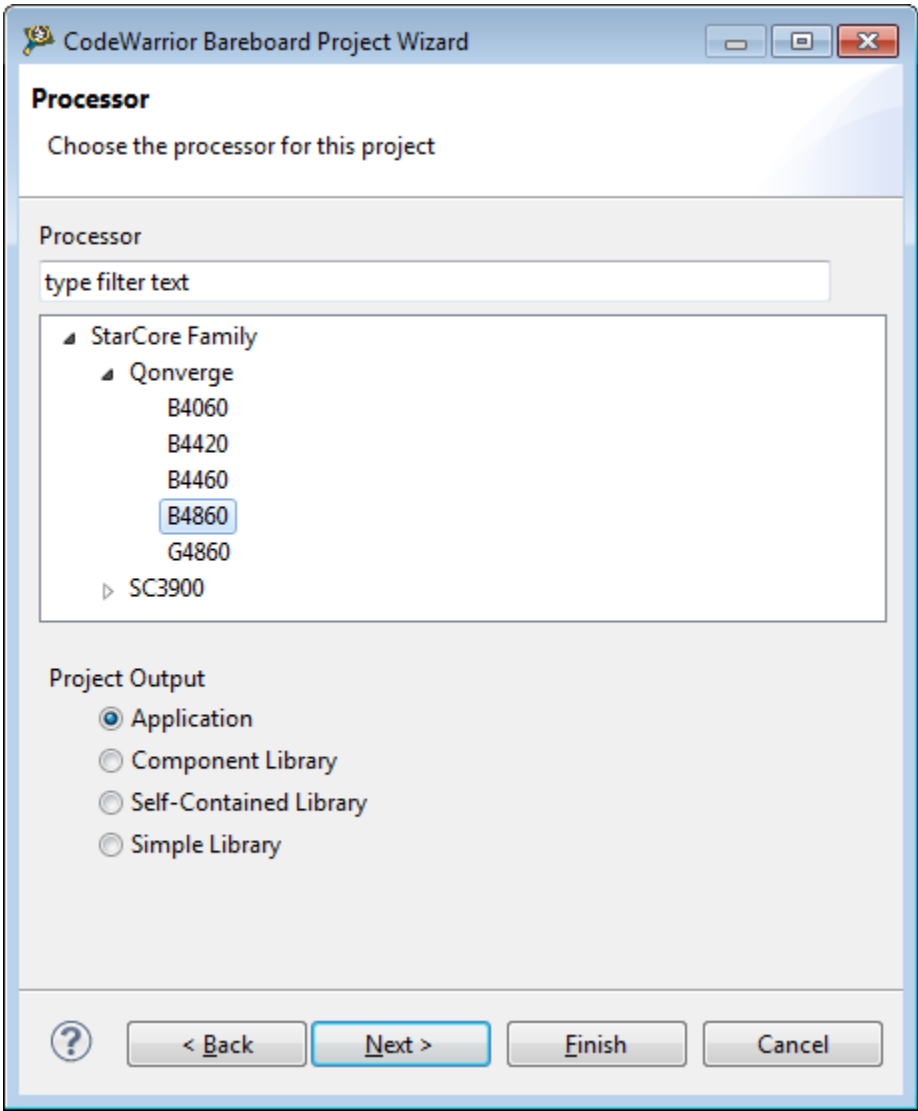 CodeWarrior Bareboard Project Wizard
Processor
Choose the processor for this project
Processor
type filter text
StarCore Family
Qonverge
B4060
B4420
B4460
B4860
G4860
SC3900
Project Output
Application
Component Library
Self-Contained Library
Simple Library
? < Back Next > Finish Cancel